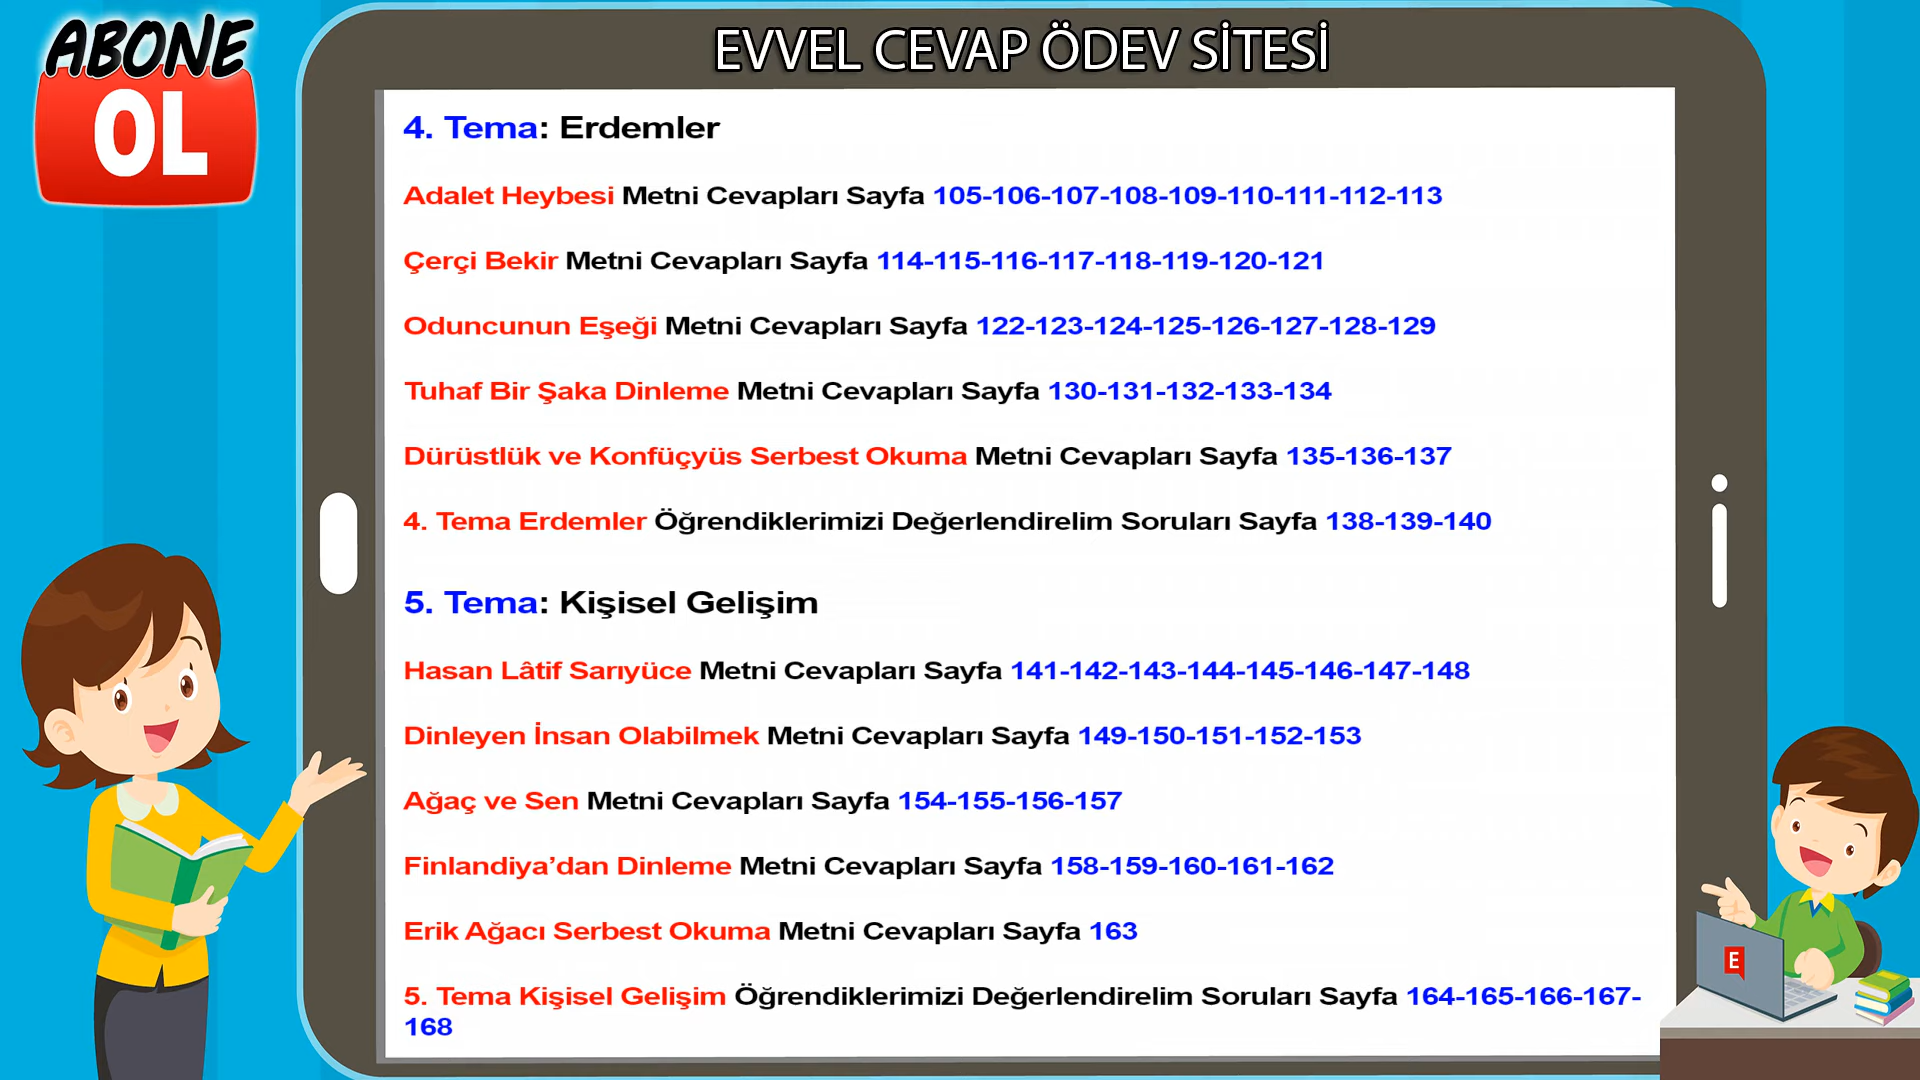 ABONE
OL
EVVEL CEVAP ÖDEV SİTESİ
4. Tema: Erdemler
Adalet Heybesi Metni Cevapları Sayfa 105-106-107-108-109-110-111-112-113
Çerçi Bekir Metni Cevapları Sayfa 114-115-116-117-118-119-120-121
Oduncunun Eşeği Metni Cevapları Sayfa 122-123-124-125-126-127-128-129
Tuhaf Bir Şaka Dinleme Metni Cevapları Sayfa 130-131-132-133-134
Dürüstlük ve Konfüçyüs Serbest Okuma Metni Cevapları Sayfa 135-136-137
4. Tema Erdemler Öğrendiklerimizi Değerlendirelim Soruları Sayfa 138-139-140
5. Tema: Kişisel Gelişim
Hasan Lâtif Sarıyüce Metni Cevapları Sayfa 141-142-143-144-145-146-147-148
Dinleyen İnsan Olabilmek Metni Cevapları Sayfa 149-150-151-152-153
Ağaç ve Sen Metni Cevapları Sayfa 154-155-156-157
Finlandiya’dan Dinleme Metni Cevapları Sayfa 158-159-160-161-162
Erik Ağacı Serbest Okuma Metni Cevapları Sayfa 163
5. Tema Kişisel Gelişim Öğrendiklerimizi Değerlendirelim Soruları Sayfa 164-165-166-167-
168
E